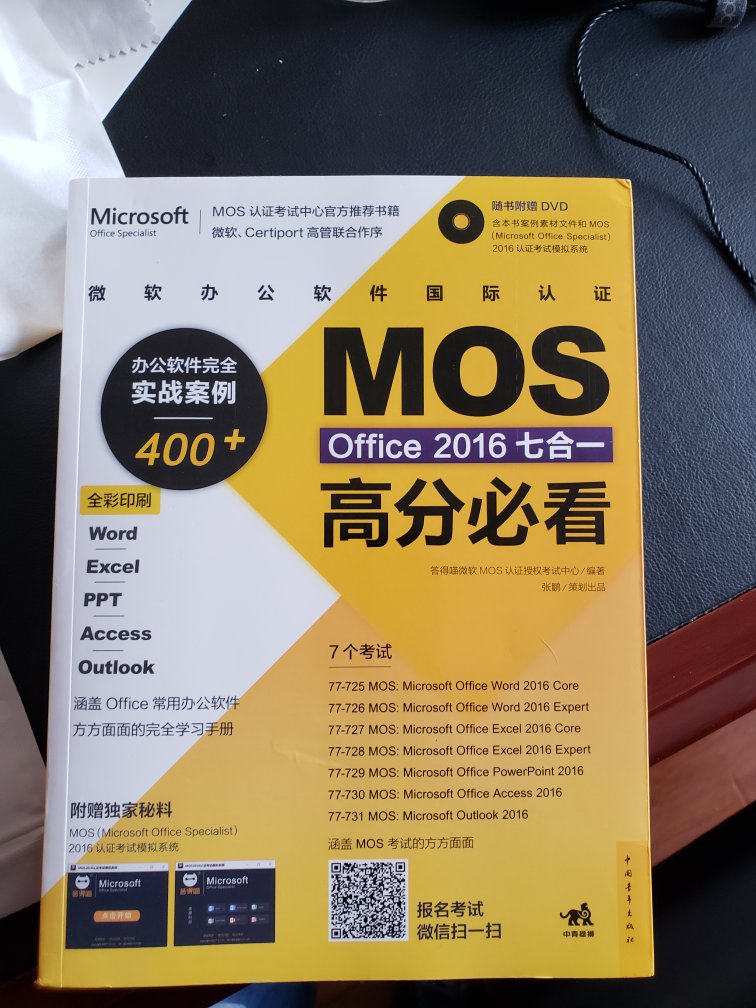 Microsoft
Office Specialist
MOS 认证考试中心官方推荐书籍
微软、Certiport 高管联合作序
随书附赠 DVD
含本书案例素材文件和 MOS
(Microsoft Office Specialist)
2016 认证考试模拟系统
微软办公软件国际认证
办公软件完全
实战案例
400+
MOS
Office 2016 七合一
高分必看
全彩印刷
Word
Excel
PPT
Access
Outlook
答得喵微软 MOS 认证授权考试中心/编著
张鹏/策划出品
涵盖 Office 常用办公软件
方方面面的完全学习手册
7个考试
77-725 MOS: Microsoft Office Word 2016 Core
77-726 MOS: Microsoft Office Word 2016 Expert
77-727 MOS: Microsoft Office Excel 2016 Core
77-728 MOS: Microsoft Office Excel 2016 Expert
77-729 MOS: Microsoft Office PowerPoint 2016
77-730 MOS: Microsoft Office Access 2016
77-731 MOS: Microsoft Outlook 2016
涵盖 MOS 考试的方方面面
附赠独家秘料
MOS (Microsoft Office Specialist)
2016 认证考试模拟系统
答得喵
Microsoft
Office Specialist
点击开始
答得喵
Microsoft
Office Specialist
报名考试
微信扫一扫
中青雄狮
中国青年出版社